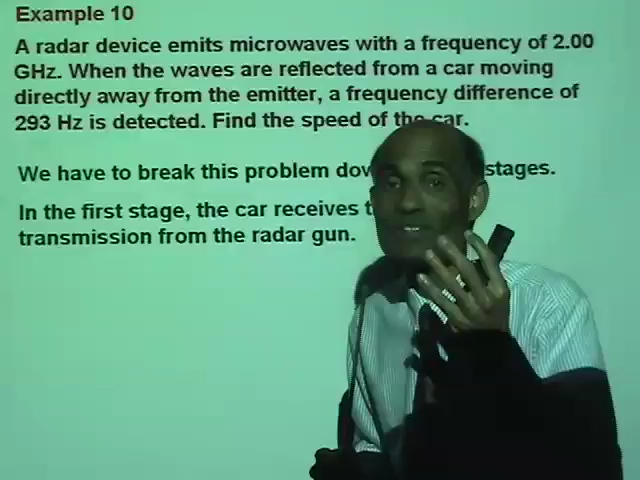 Example 10
A radar device emits microwaves with a frequency of 2.00
GHz. When the waves are reflected from a car moving
directly away from the emitter, a frequency difference of
293 Hz is detected. Find the speed of the car.
We have to break this problem dow stages.
In the first stage, the car receives t
transmission from the radar gun.